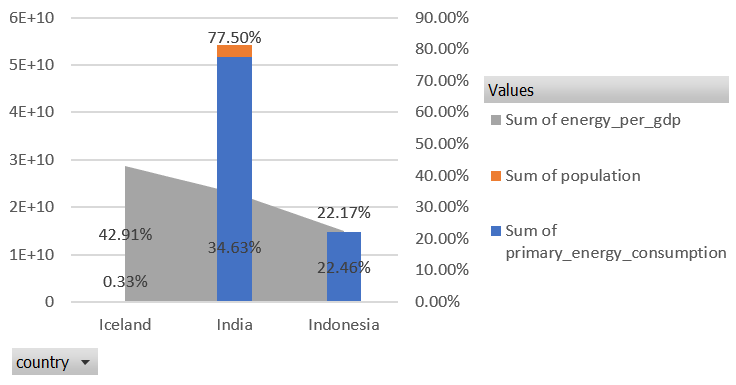 6E+10
5E+10
4E+10
3E+10
2E+10
1E+10
0
90.00%
80.00%
70.00%
60.00%
50.00%
40.00%
30.00%
20.00%
10.00%
0.00%
77.50%
42.91%
34.63%
22.17%
22.46%
0.33%
Iceland
India
Indonesia
Values
Sum of energy_per_gdp
Sum of population
Sum of
primary_energy_consumption
country